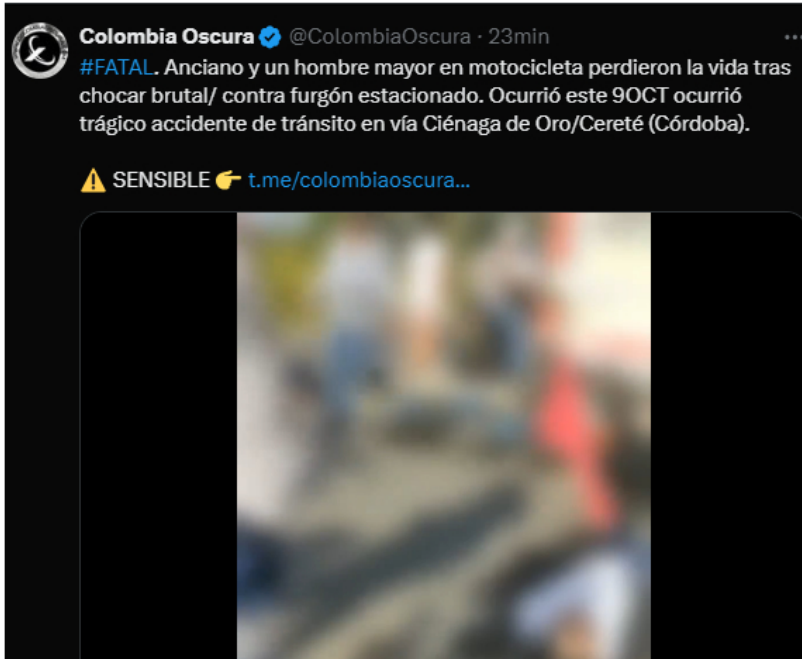 Colombia Oscura @ColombiaOscura · 23min
#FATAL. Anciano y un hombre mayor en motocicleta perdieron la vida tras
chocar brutal/ contra furgón estacionado. Ocurrió este 9OCT ocurrió
trágico accidente de tránsito en vía Ciénaga de Oro/Cereté (Córdoba).
⚠️ SENSIBLE 👉 t.me/colombiaoscura...